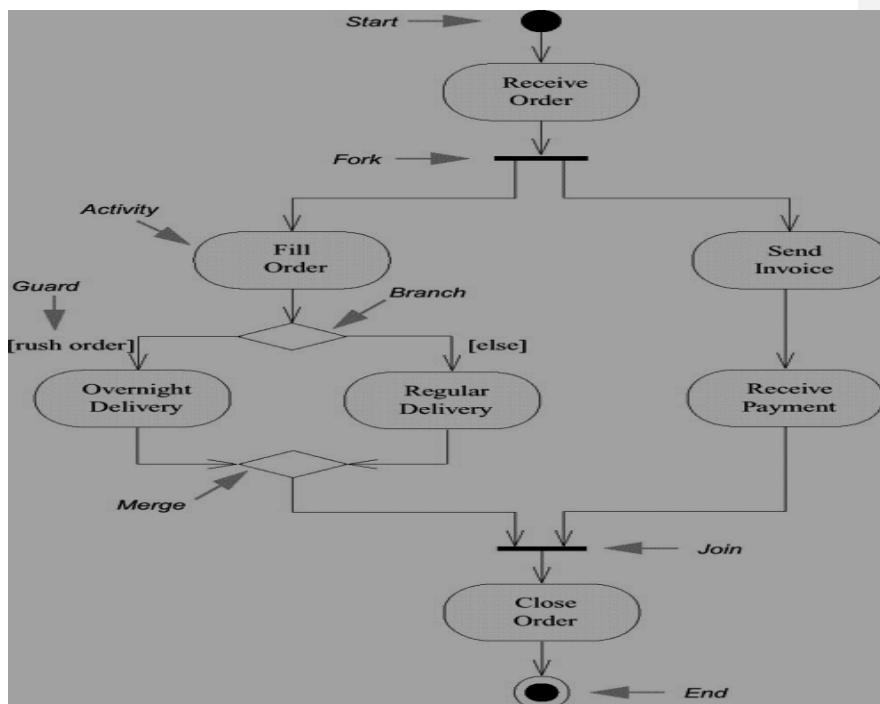 Start
Receive
Order
Fork
Activity
Fill
Order
Send
Invoice
Guard
Branch
[rush order]
[else]
Overnight
Delivery
Regular
Delivery
Receive
Payment
Merge
Join
Close
Order
End